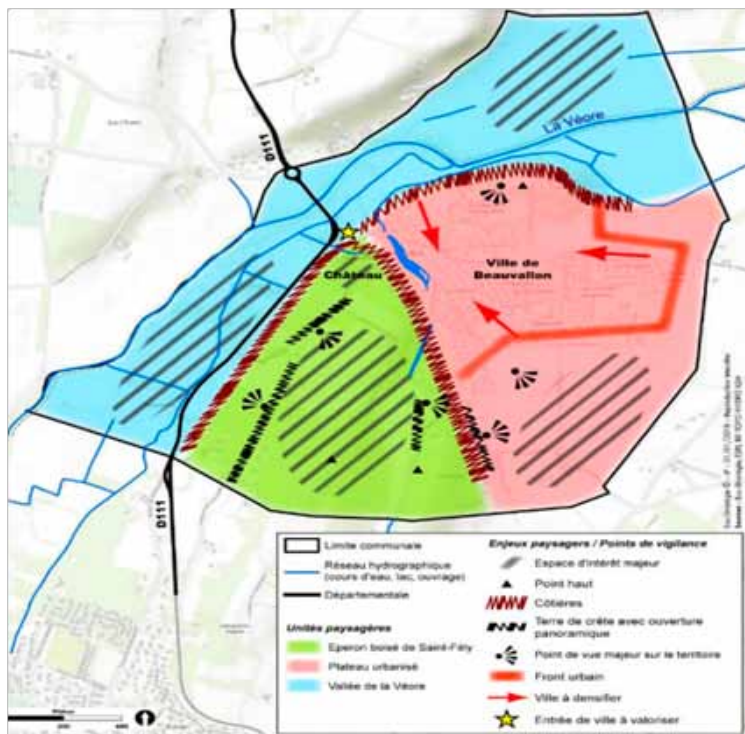 La Véore
D111
Château
Ville de
Beauvallon
D111
Limite communale
Réseau hydrographique
(cours d'eau, lac, ouvrage)
Départementale
Unités paysagères
Eperon boisé de Saint-Fély
Plateau urbanisé
Vallée de la Véore
Enjeux paysagers / Points de vigilance
Espace d'intérêt majeur
Point haut
Côtières
Terre de crête avec ouverture
panoramique
Point de vue majeur sur le territoire
Front urbain
Ville à densifier
Entrée de ville à valoriser